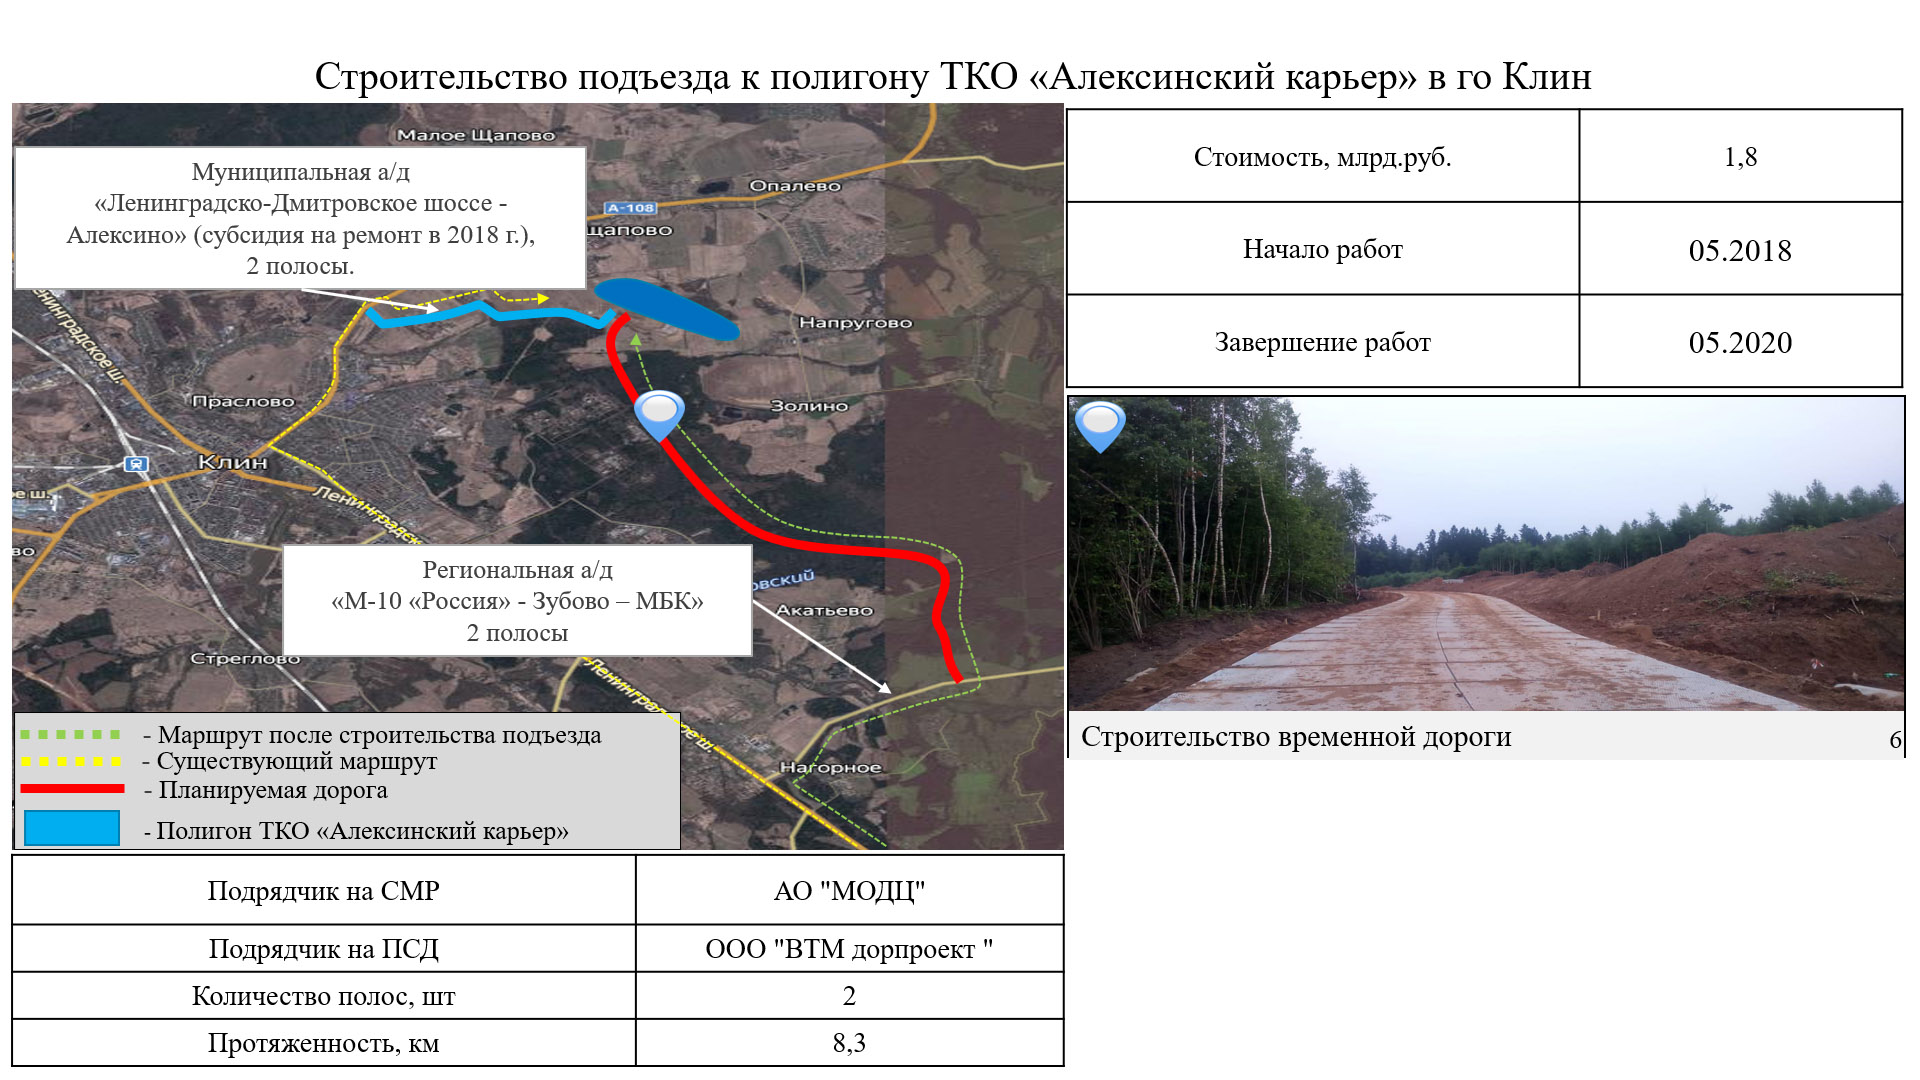 Строительство подъезда к полигону ТКО «Алексинский карьер» в го Клин
Малое Щапово
Муниципальная а/д
«Ленинградско-Дмитровское шоссе -
Алексино» (субсидия на ремонт в 2018 г.),
2 полосы.
Опалево
А-108
щапово
Ленинградское ш.
Напругово
Праслово
Золино
Клин
ое ш.
Ленинградск
во
Региональная а/д
«М-10 «Россия» - Зубово – МБК»
2 полосы
овский
Акатьево
Стреглово
Ленинградское ш.
Нагорное
- Маршрут после строительства подъезда
- Существующий маршрут
- Планируемая дорога
- Полигон ТКО «Алексинский карьер»
Стоимость, млрд.руб. 1,8
Начало работ 05.2018
Завершение работ 05.2020
Строительство временной дороги
6
Подрядчик на СМР АО "МОДЦ"
Подрядчик на ПСД ООО "ВТМ дорпроект "
Количество полос, шт 2
Протяженность, км 8,3